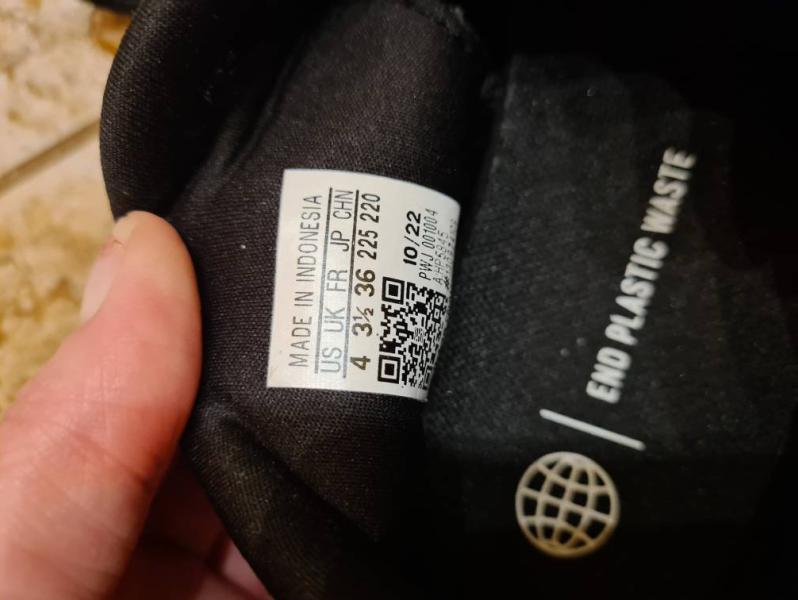 MADE IN INDONESIA
US UK FR JP CHN
4 3½ 36 225 220
10/22
PWJ 001004
END PLASTIC WASTE